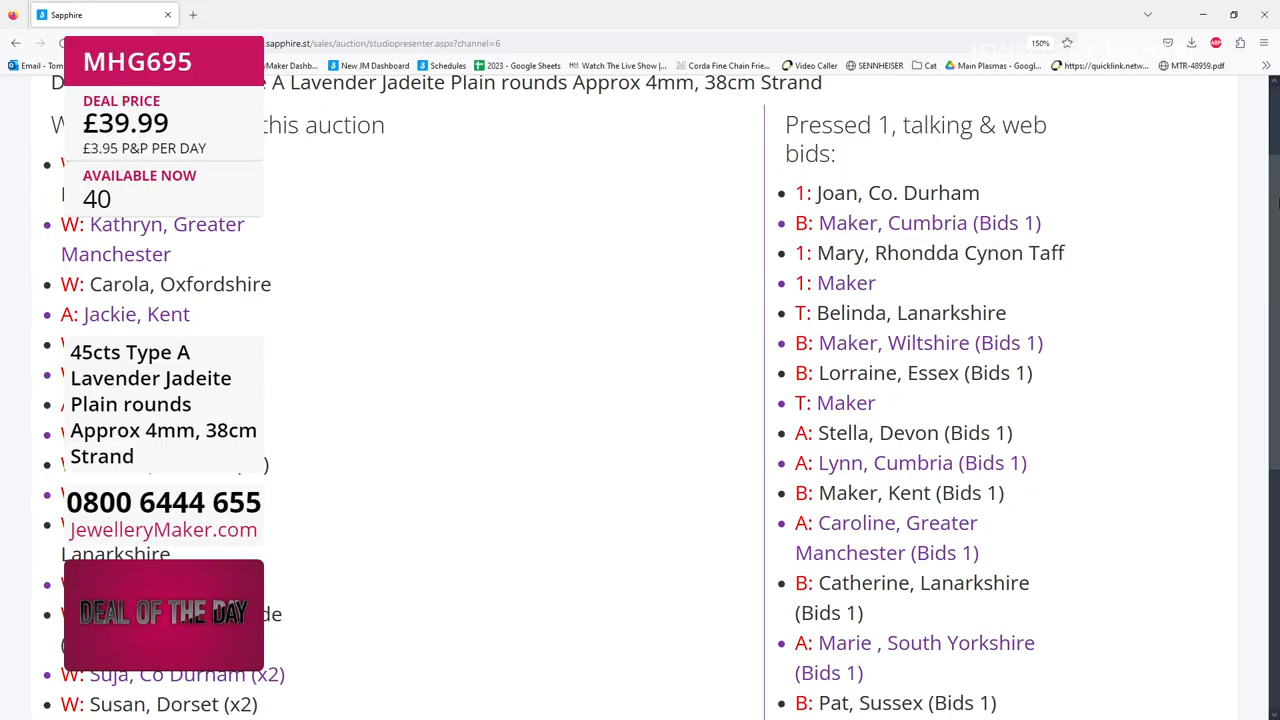 Sapphire
sapphire.st/sales/auction/studiopresenter.aspx?channel=6
150%
Email - Tom
Maker Dashboard
New JM Dashboard
Schedules
2023 - Google Sheets
Watch The Live Show |...
Corda Fine Chain Frie...
Video Caller
SENNHEISER
Cat
Main Plasmas - Googl...
https://quicklink.netw...
MTR-48959.pdf
A Lavender Jadeite Plain rounds Approx 4mm, 38cm Strand
this auction
W: Kathryn, Greater
Manchester
W: Carola, Oxfordshire
A: Jackie, Kent
Lanarkshire
W: Suja, Co Durham (x2)
W: Susan, Dorset (x2)
MHG695
DEAL PRICE
£39.99
£3.95 P&P PER DAY
AVAILABLE NOW
40
45cts Type A
Lavender Jadeite
Plain rounds
Approx 4mm, 38cm
Strand
0800 6444 655
JewelleryMaker.com
DEAL OF THE DAY
Pressed 1, talking & web
bids:
1: Joan, Co. Durham
B: Maker, Cumbria (Bids 1)
1: Mary, Rhondda Cynon Taff
1: Maker
T: Belinda, Lanarkshire
B: Maker, Wiltshire (Bids 1)
B: Lorraine, Essex (Bids 1)
T: Maker
A: Stella, Devon (Bids 1)
A: Lynn, Cumbria (Bids 1)
B: Maker, Kent (Bids 1)
A: Caroline, Greater
Manchester (Bids 1)
B: Catherine, Lanarkshire
(Bids 1)
A: Marie , South Yorkshire
(Bids 1)
B: Pat, Sussex (Bids 1)